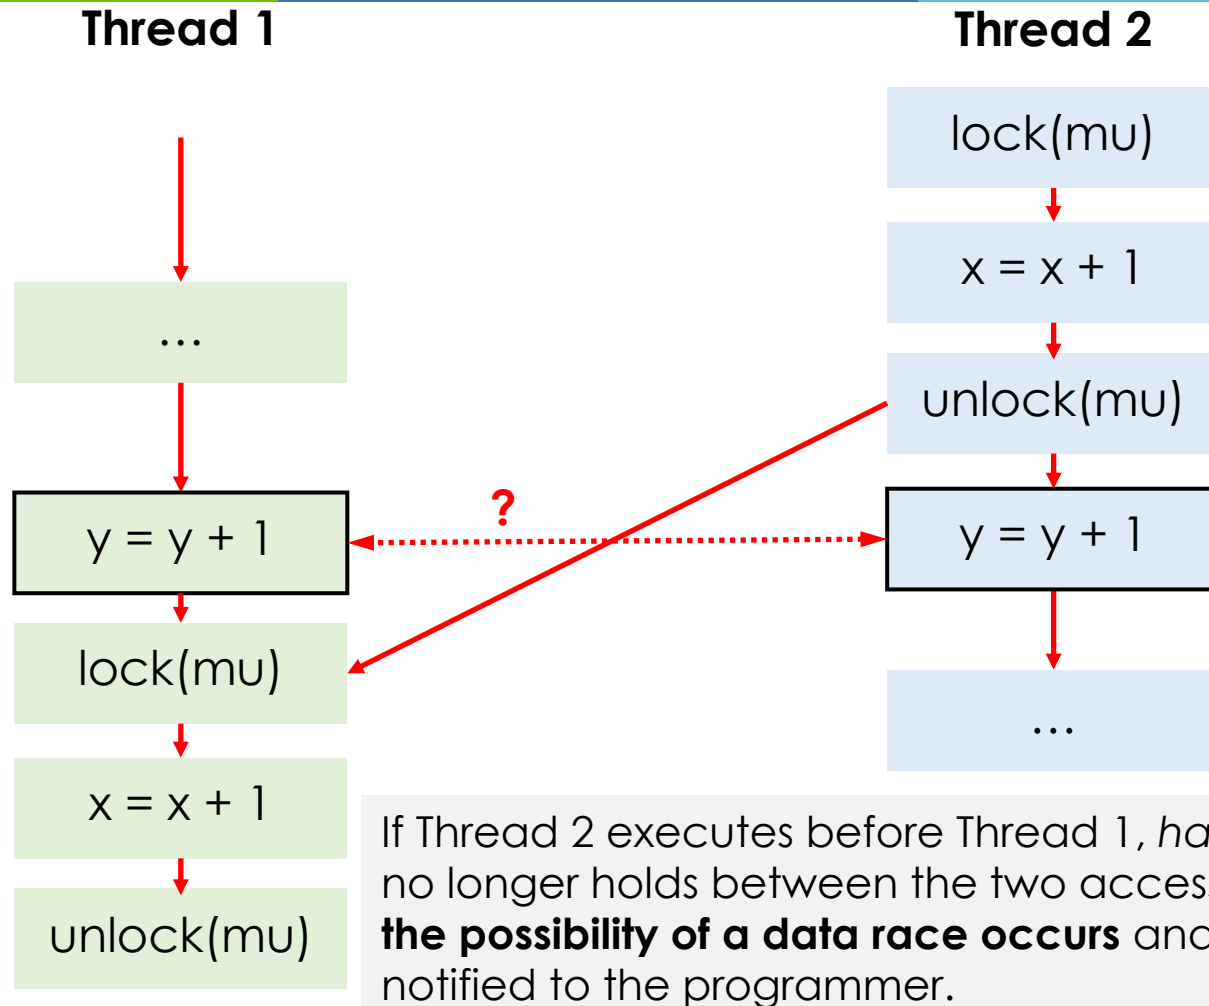 Thread 1
Thread 2
lock(mu)
x = x + 1
...
unlock(mu)
?
y = y + 1
y = y + 1
lock(mu)
...
x = x + 1
unlock(mu)
If Thread 2 executes before Thread 1,
no longer holds between the two
the possibility of a data race occurs and
notified to the programmer.